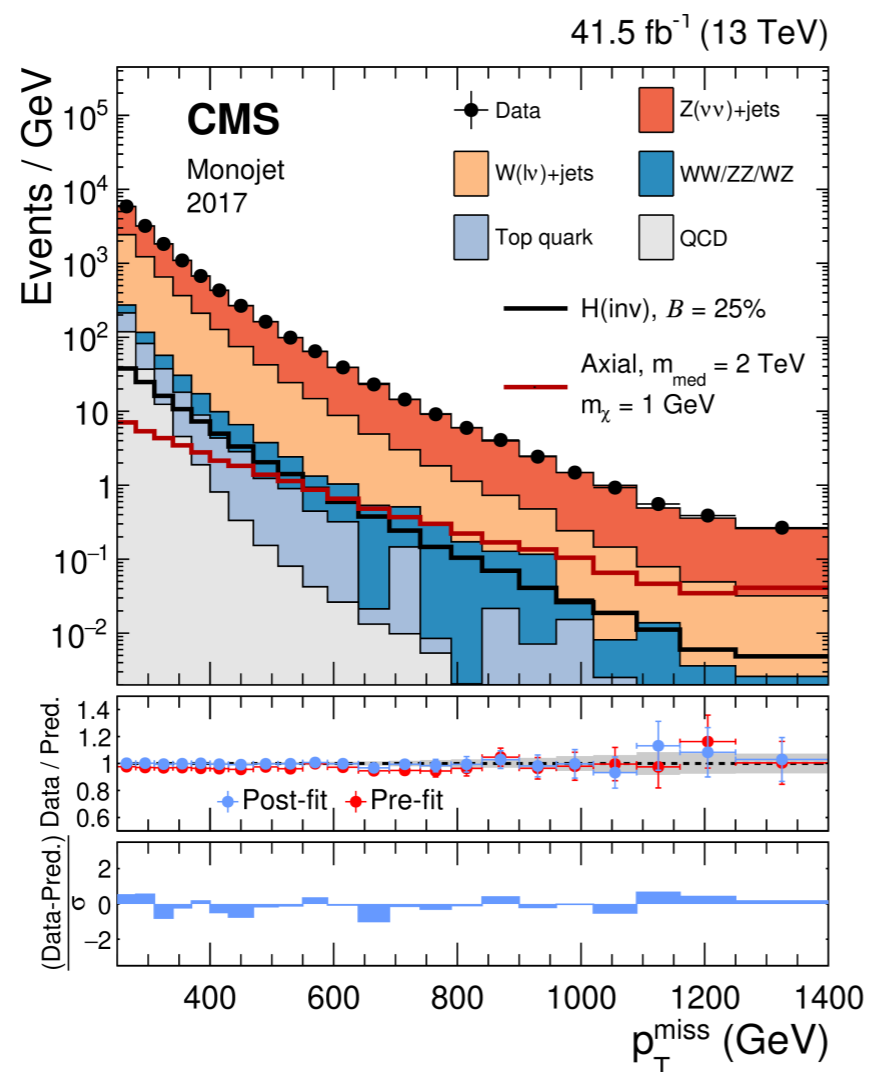 41.5 fb⁻¹ (13 TeV)
Events / GeV
10⁵
10⁴
10³
10²
10
1
10⁻¹
10⁻²
CMS
Monojet
2017
Data
Z(νν)+jets
W(lν)+jets
WW/ZZ/WZ
Top quark
QCD
H(inv), B = 25%
Axial, m_med = 2 TeV
m_χ = 1 GeV
Data / Pred.
1.4
1.2
1
0.8
0.6
Post-fit
Pre-fit
(Data-Pred.)
σ
2
0
−2
400 600 800 1000 1200 1400
p_T^miss (GeV)